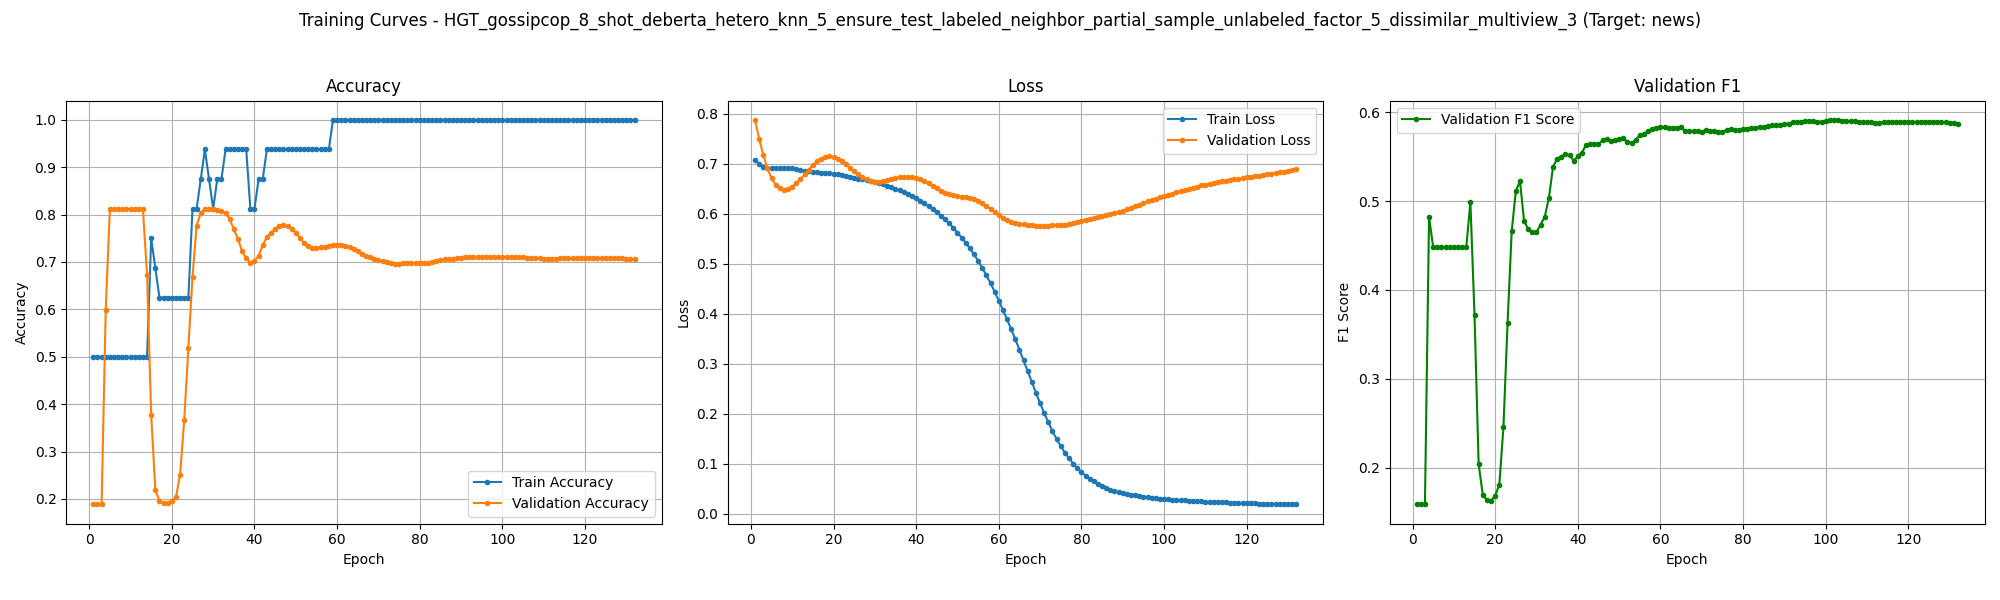 Training Curves - HGT_gossipcop_8_shot_deberta_hetero_knn_5_ensure_test_labeled_neighbor_partial_sample_unlabeled_factor_5_dissimilar_multiview_3 (Target: news)
Accuracy
1.0
0.9
0.8
0.7
0.6
0.5
0.4
0.3
0.2
Accuracy
Train Accuracy
Validation Accuracy
0 20 40 60 80 100 120
Epoch
Loss
0.8
0.7
0.6
0.5
0.4
0.3
0.2
0.1
0.0
Loss
Train Loss
Validation Loss
0 20 40 60 80 100 120
Epoch
Validation F1
0.6
0.5
0.4
0.3
0.2
F1 Score
Validation F1 Score
0 20 40 60 80 100 120
Epoch